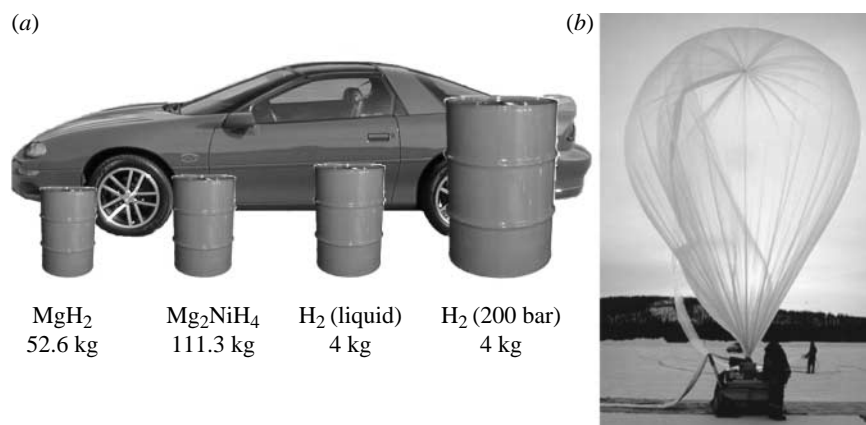 (a)
(b)
MgH₂ Mg₂NiH₄ H₂ (liquid) H₂ (200 bar)
52.6 kg 111.3 kg 4 kg 4 kg